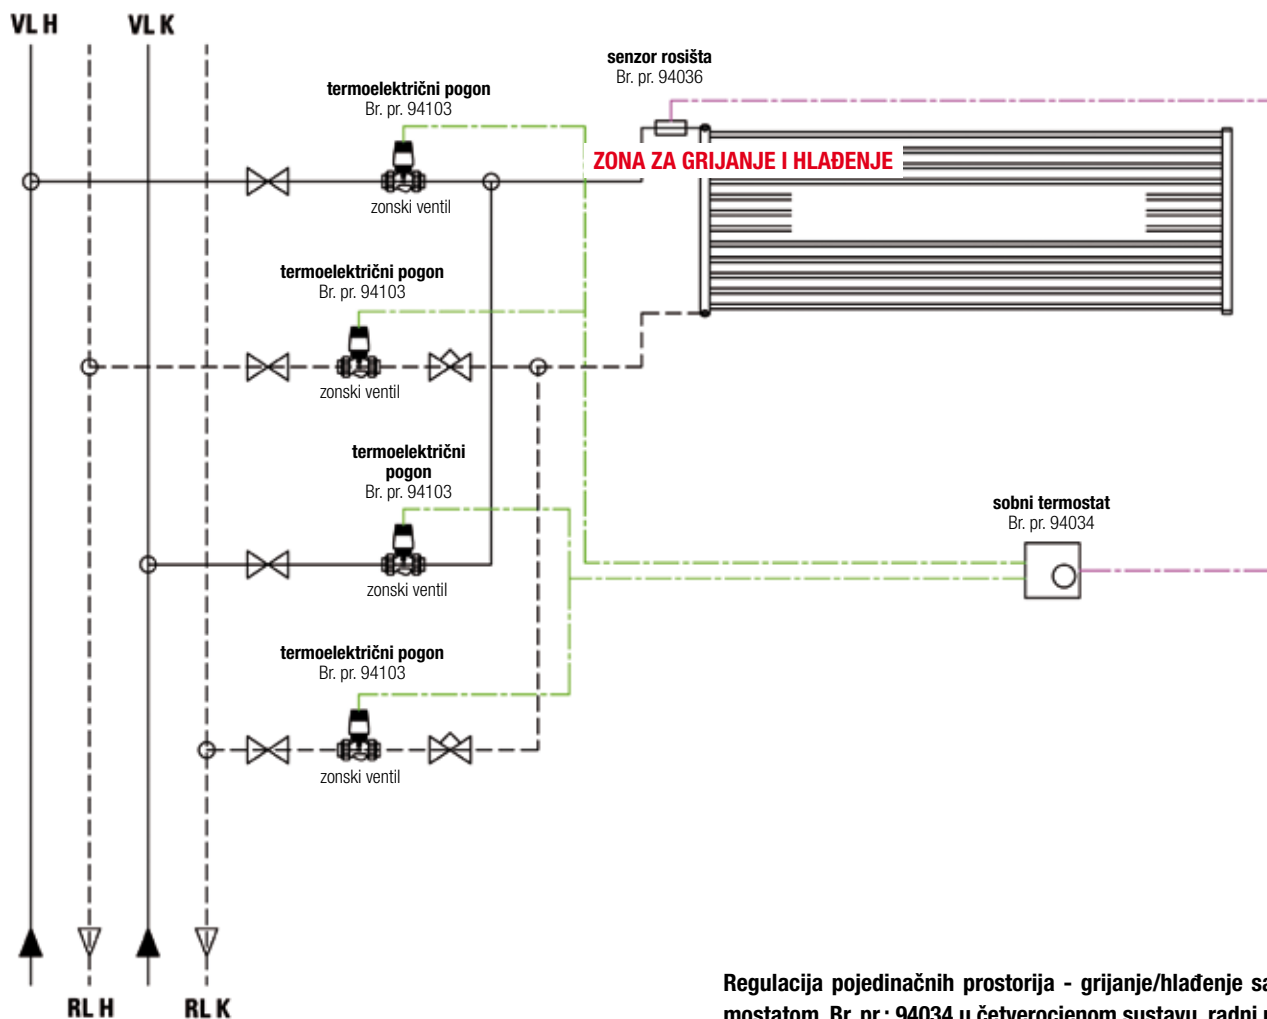 VL H
VL K
senzor rosišta
Br. pr. 94036
termoelektrični pogon
Br. pr. 94103
ZONA ZA GRIJANJE I HLAĐENJE
zonski ventil
termoelektrični pogon
Br. pr. 94103
zonski ventil
termoelektrični
pogon
Br. pr. 94103
sobni termostat
Br. pr. 94034
zonski ventil
termoelektrični pogon
Br. pr. 94103
zonski ventil
RL H
RL K
Regulacija pojedinačnih prostorija - grijanje/hlađenje sa
mostatom, Br. pr.: 94034 u četverocijenom sustavu, radni